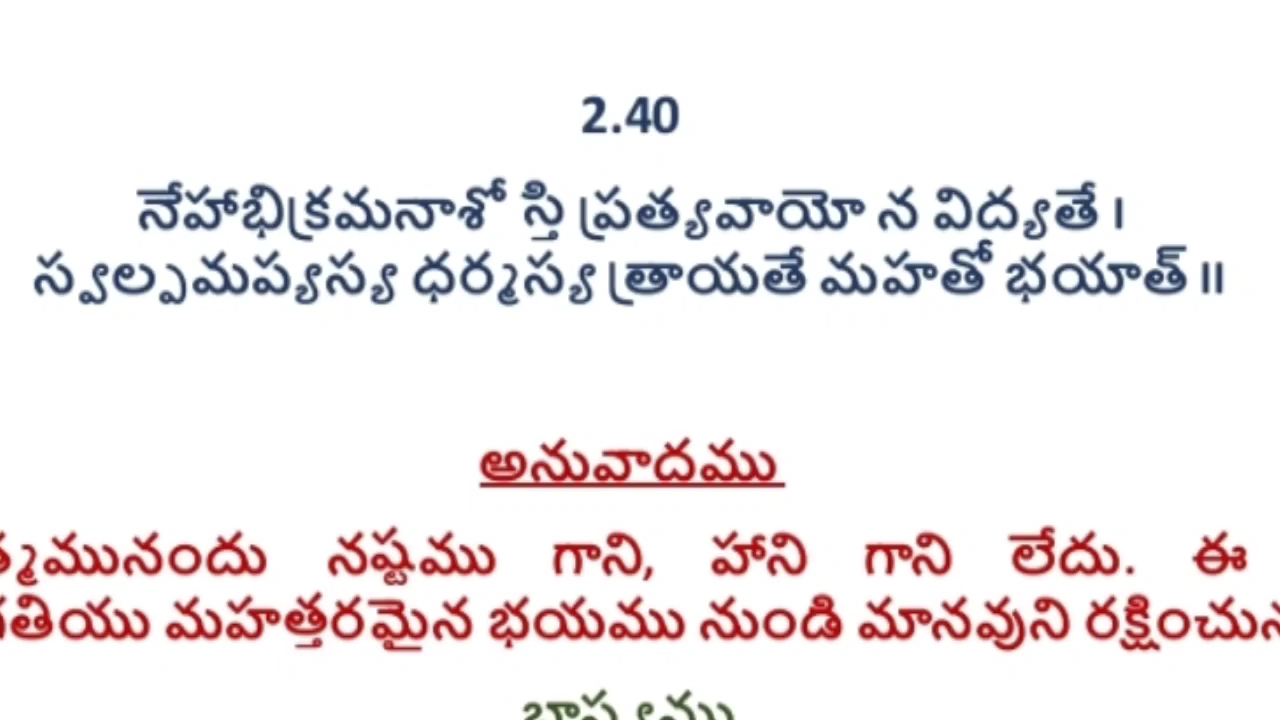 2.40
నేహాభిక్రమనాశో స్తి ప్రత్యవాయో న విద్యతే ।
స్వల్పమప్యస్య ధర్మస్య త్రాయతే మహతో భయాత్ ॥
అనువాదము
నష్టము గాని, హాని గాని లేదు. ఈ
మహత్తరమైన భయము నుండి మానవుని